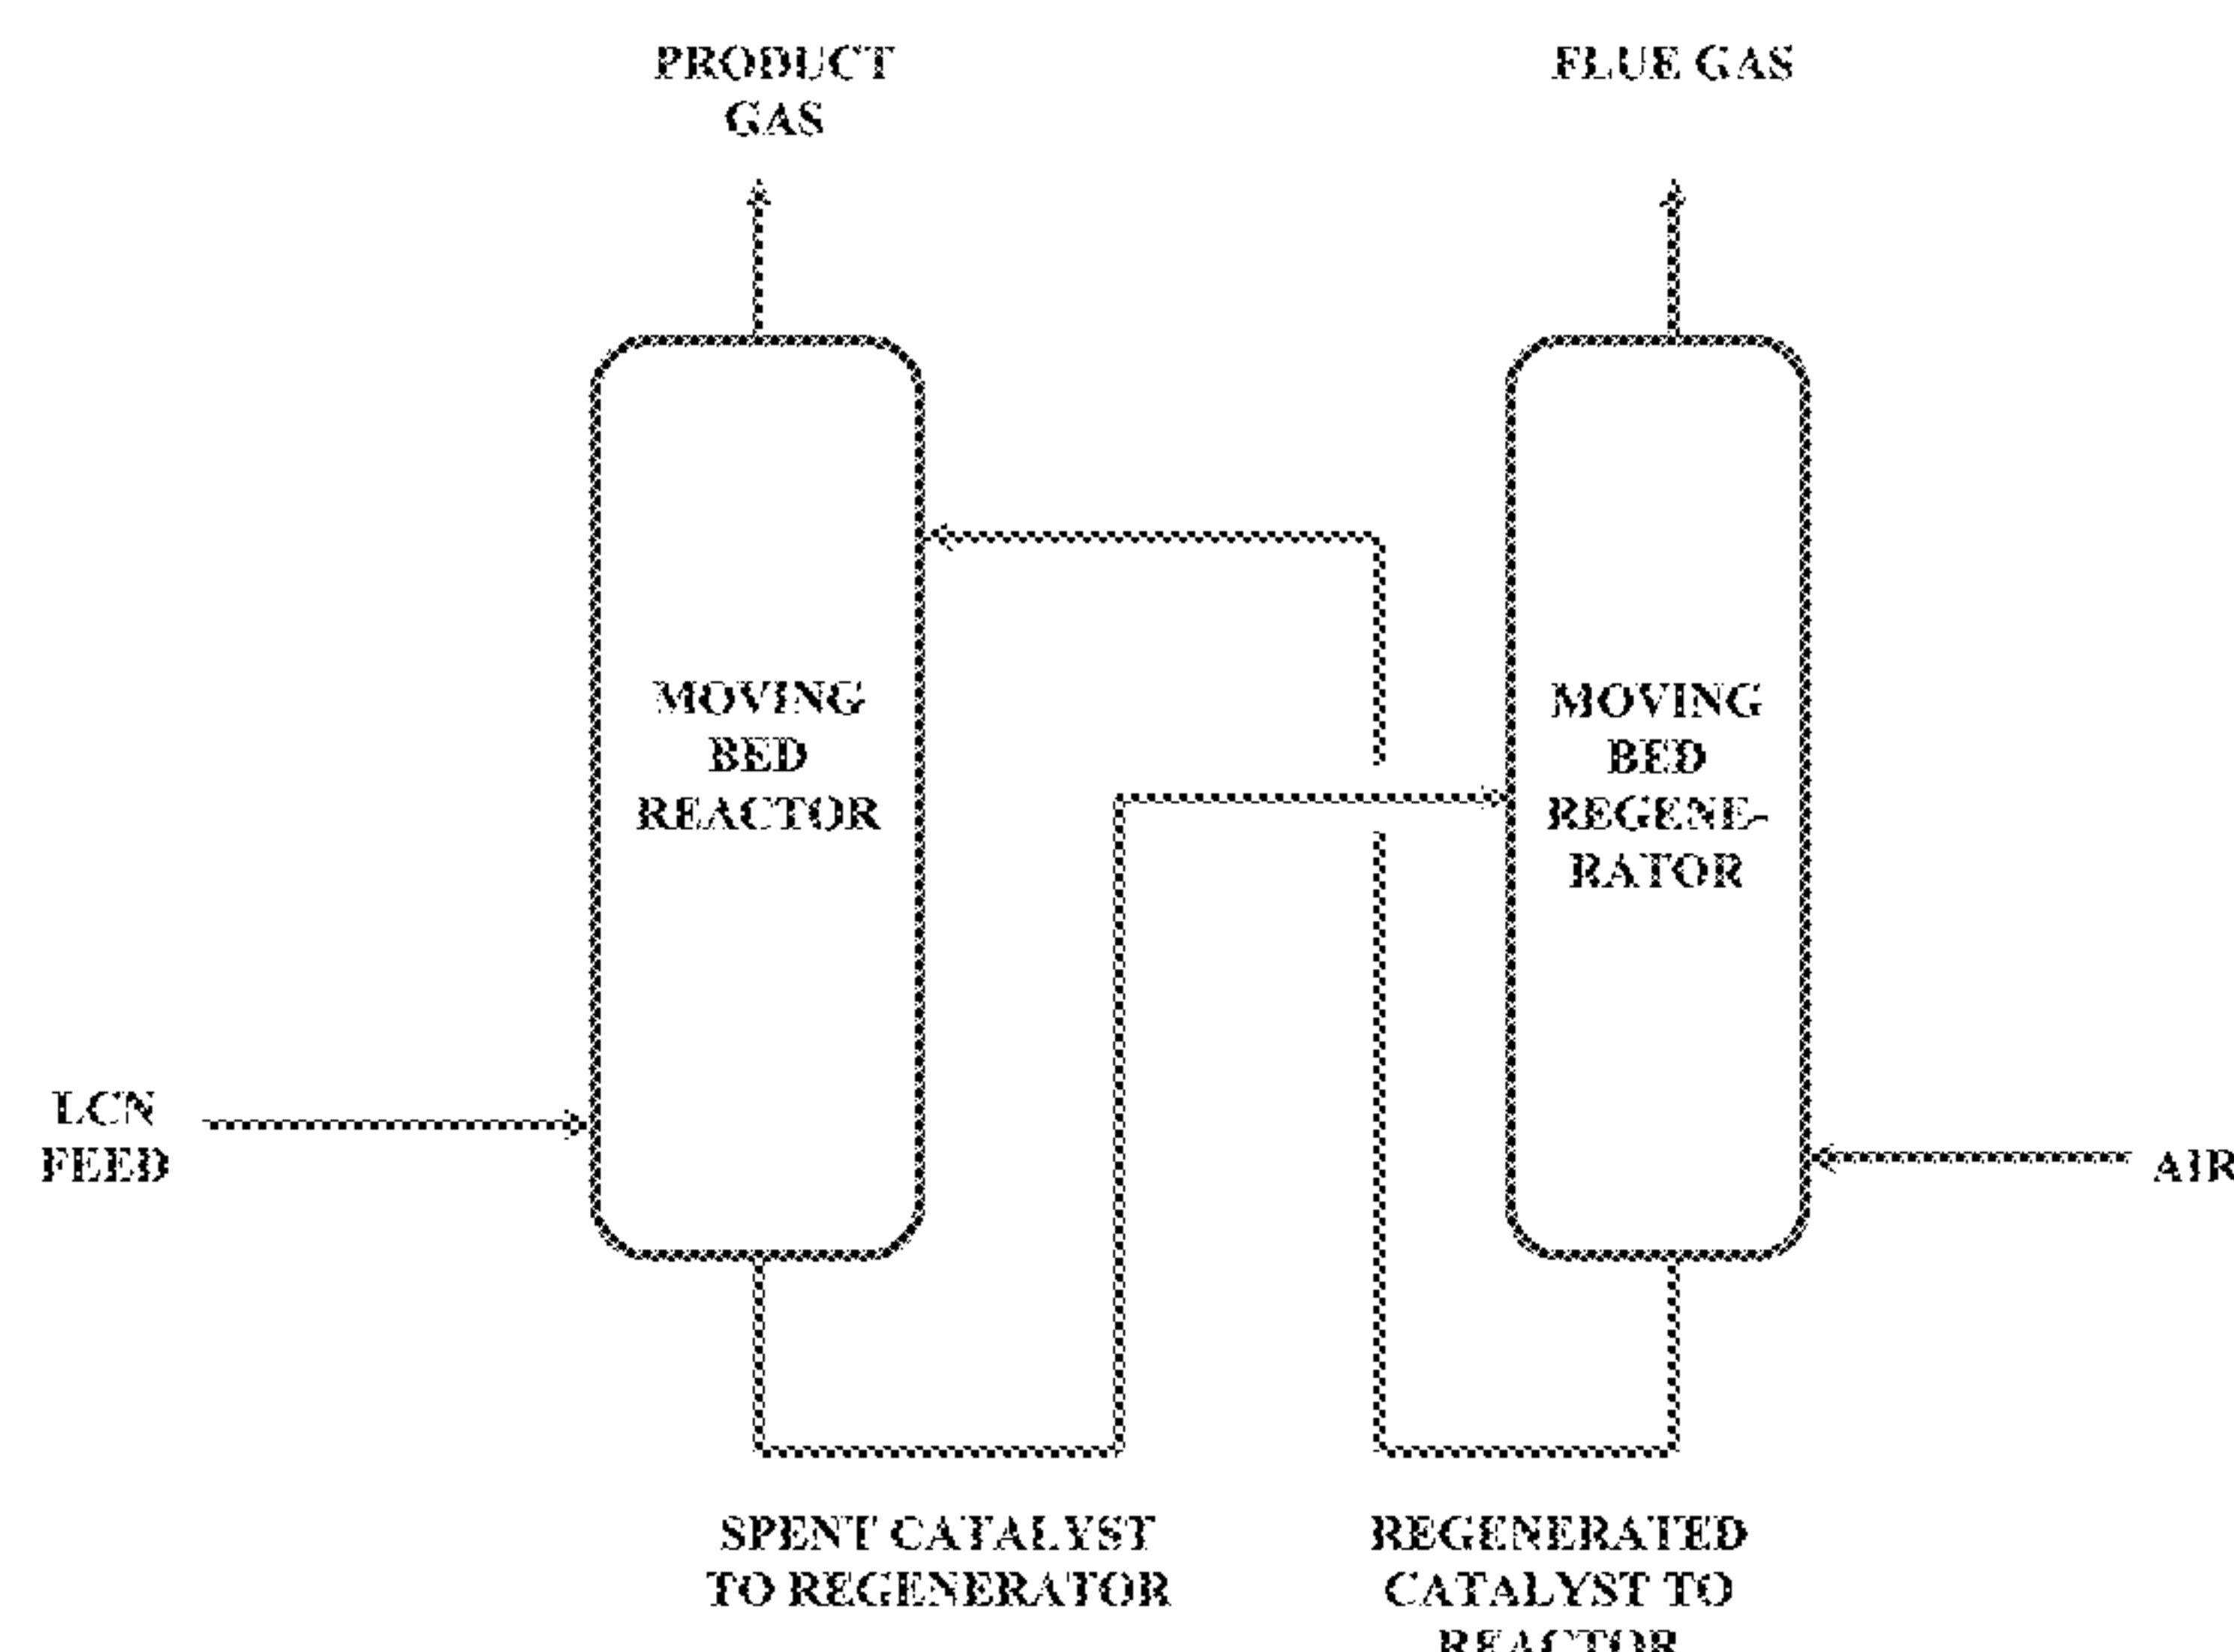 PRODUCT
GAS
FLUE GAS
MOVING
BED
REACTOR
MOVING
BED
REGENE-
RATOR
LCN
FEED
AIR
SPENT CATALYST
TO REGENERATOR
REGENERATED
CATALYST TO
REACTOR